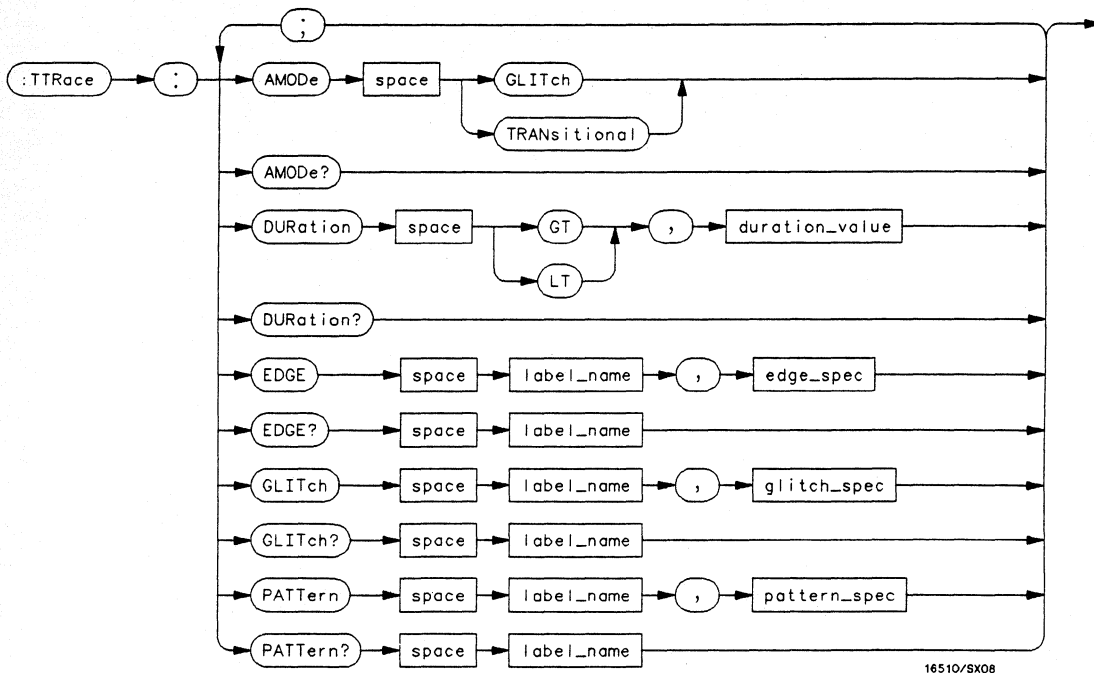 ;
:TTRace : AMODe space GLITch
TRANsitional
AMODe?
DURation space GT , duration_value
LT
DURation?
EDGE space label_name , edge_spec
EDGE? space label_name
GLITch space label_name , glitch_spec
GLITch? space label_name
PATTern space label_name , pattern_spec
PATTern? space label_name
16510/SX08